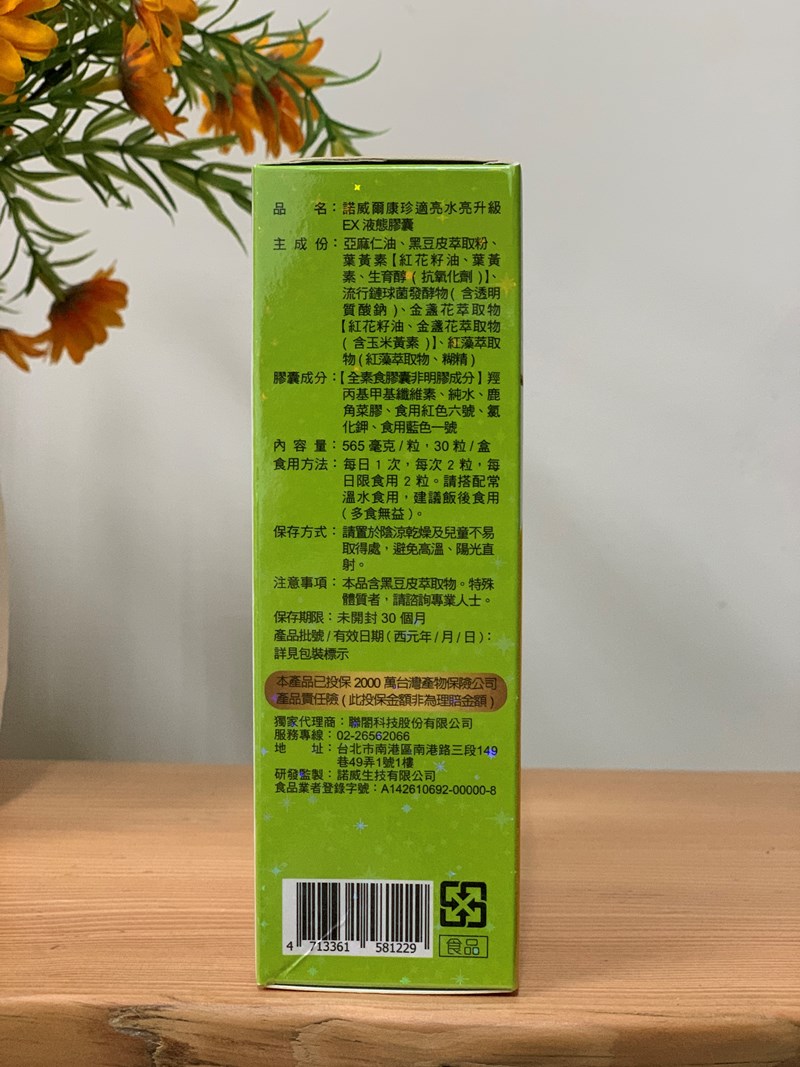 品　　名：諾威爾康珍適亮水亮升級
EX 液態膠囊
主 成 份：亞麻仁油、黑豆皮萃取粉、
葉黃素【紅花籽油、葉黃
素、生育醇（抗氧化劑）】、
流行鏈球菌發酵物（含透明
質酸鈉）、金盞花萃取物
【紅花籽油、金盞花萃取物
（含玉米黃素）】、紅藻萃取
物（紅藻萃取物、糊精）
膠囊成分：【全素食膠囊非明膠成分】羥
丙基甲基纖維素、純水、鹿
角菜膠、食用紅色六號、氯
化鉀、食用藍色一號
內 容 量：565 毫克 / 粒，30 粒 / 盒
食用方法：每日 1 次，每次 2 粒，每
日限食用 2 粒。請搭配常
溫水食用，建議飯後食用
（多食無益）。
保存方式：請置於陰涼乾燥及兒童不易
取得處，避免高溫、陽光直
射。
注意事項：本品含黑豆皮萃取物。特殊
體質者，請諮詢專業人士。
保存期限：未開封 30 個月
產品批號 / 有效日期（西元年 / 月 / 日）：
詳見包裝標示
本產品已投保 2000 萬台灣產物保險公司
產品責任險（此投保金額非為理賠金額）
獨家代理商：聯閤科技股份有限公司
服務專線：02-26562066
地　　址：台北市南港區南港路三段149
巷49弄1號1樓
研發監製：諾威生技有限公司
食品業者登錄字號：A142610692-00000-8
4 713361 581229
食品